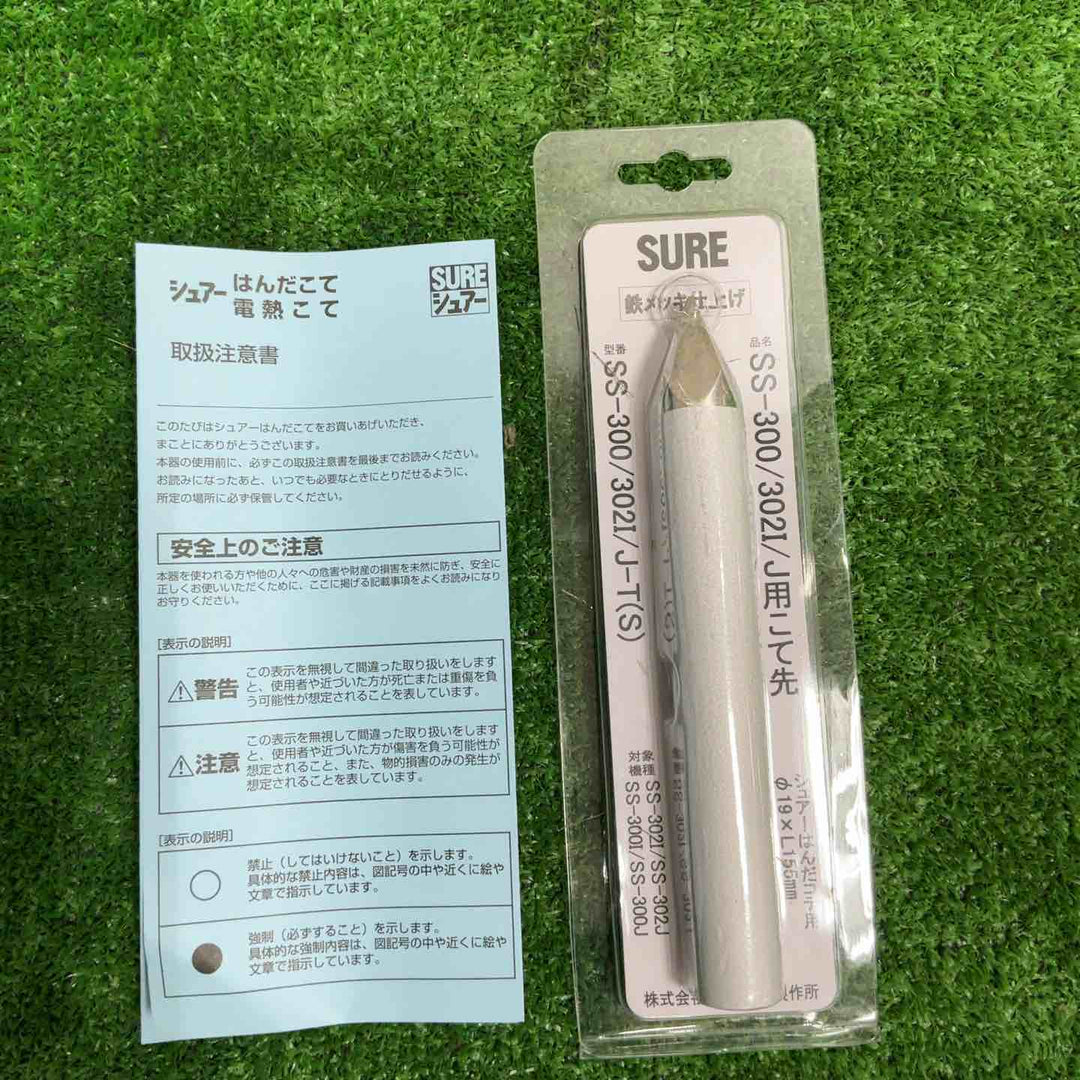 シュアー はんだこて
電熱こて
SURE
シュアー
取扱注意書
このたびはシュアーはんだこてをお買いあげいただき、
まことにありがとうございます。
本器の使用前に、必ずこの取扱注意書を最後までお読みください。
お読みになったあと、いつでも必要なときにとりだせるように、
所定の場所に必ず保管してください。
安全上のご注意
本器を使われる方や他の人々への危害や財産の損害を未然に防ぎ、安全に
正しくお使いいただくために、ここに掲げる記載事項をよくお読みになり
お守りください。
[表示の説明]
警告
この表示を無視して間違った取り扱いをします
と、使用者や近づいた方が死亡または重傷を負
う可能性が想定されることを表しています。
注意
この表示を無視して間違った取り扱いをします
と、使用者や近づいた方が傷害を負う可能性が
想定されること、また、物的損害のみの発生が
想定されることを表しています。
[表示の説明]
禁止（してはいけないこと）を示します。
具体的な禁止内容は、図記号の中や近くに絵や
文章で指示しています。
強制（必ずすること）を示します。
具体的な強制内容は、図記号の中や近くに絵や
文章で指示しています。
SURE
鉄メッキ仕上げ
品名
SS-300/302I/J用こて先
シュアーはんだこて用
φ19×L155mm
型番
SS-300/302I/J-T(S)
対象
機種
SS-302I/SS-302J
SS-300I/SS-300J
株式会社
製作所